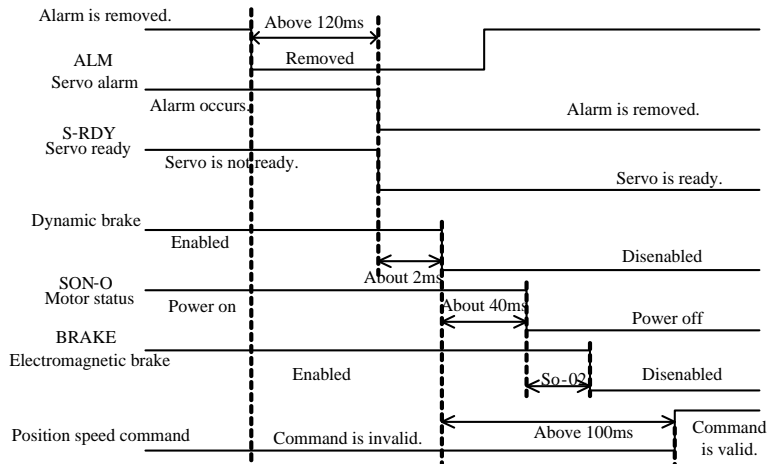 Alarm is removed.
Above 120ms
ALM
Removed
Servo alarm
Alarm occurs.
Alarm is removed.
S-RDY
Servo ready
Servo is not ready.
Servo is ready.
Dynamic brake
Enabled
Disenabled
About 2ms
SON-O
Motor status
Power on
About 40ms
Power off
BRAKE
Electromagnetic brake
Enabled
So-02
Disenabled
Position speed command
Command is invalid.
Above 100ms
Command
is valid.